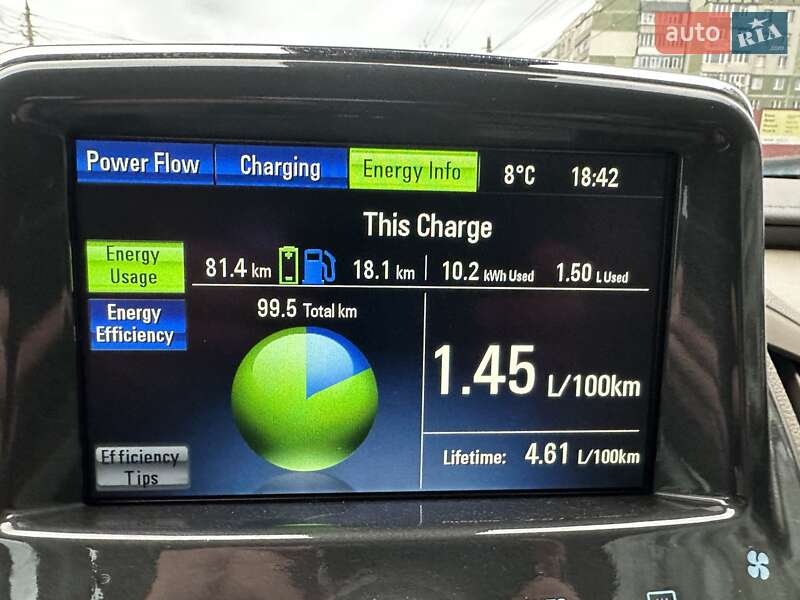 auto RIA
Power Flow Charging Energy Info 8°C 18:42
This Charge
Energy Usage
81.4 km 18.1 km 10.2 kWh Used 1.50 L Used
99.5 Total km
Energy Efficiency
1.45 L/100km
Lifetime: 4.61 L/100km
Efficiency Tips